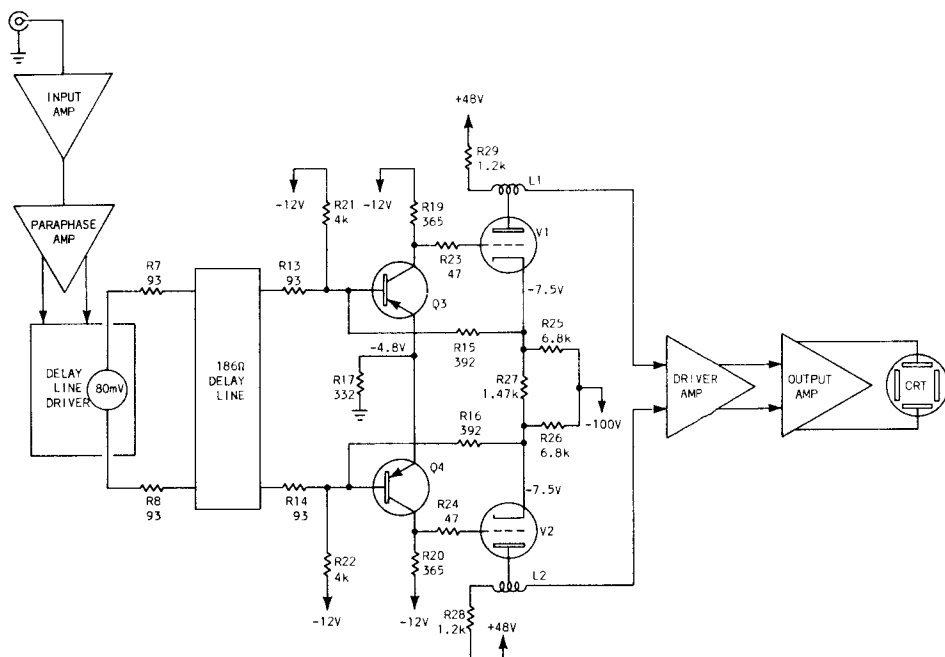 INPUT
AMP
PARAPHASE
AMP
DELAY
LINE
DRIVER
80mV
R7
93
R8
93
186Ω
DELAY
LINE
R13
93
R14
93
-12V
R21
4k
-12V
R19
365
R22
4k
-12V
R20
365
-12V
Q3
Q4
-4.8V
R17
332
R15
392
R16
392
R23
47
R24
47
+48V
R29
1.2k
L1
V1
-7.5V
R25
6.8k
R27
1.47k
R26
6.8k
-100V
-7.5V
V2
L2
R28
1.2k
+48V
DRIVER
AMP
OUTPUT
AMP
CRT